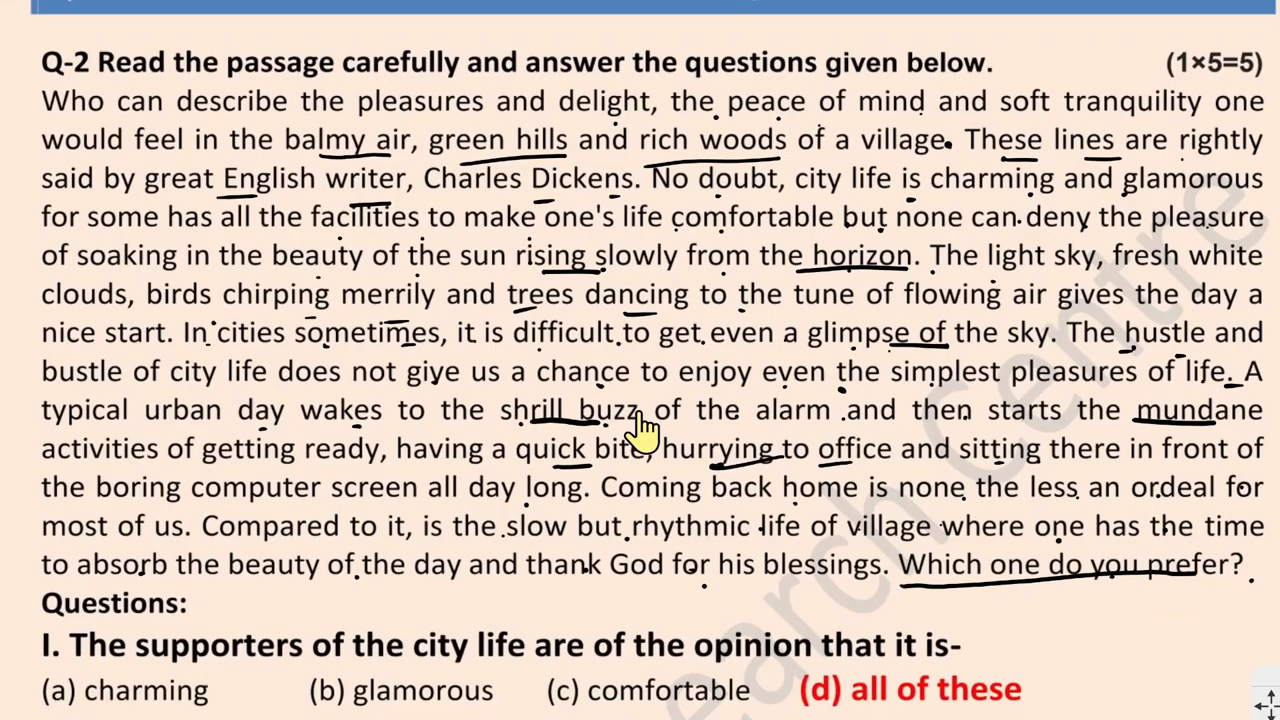 Q-2 Read the passage carefully and answer the questions given below. (1×5=5)
Who can describe the pleasures and delight, the peace of mind and soft tranquility one
would feel in the balmy air, green hills and rich woods of a village. These lines are rightly
said by great English writer, Charles Dickens. No doubt, city life is charming and glamorous
for some has all the facilities to make one's life comfortable but none can deny the pleasure
of soaking in the beauty of the sun rising slowly from the horizon. The light sky, fresh white
clouds, birds chirping merrily and trees dancing to the tune of flowing air gives the day a
nice start. In cities sometimes, it is difficult to get even a glimpse of the sky. The hustle and
bustle of city life does not give us a chance to enjoy even the simplest pleasures of life. A
typical urban day wakes to the shrill buzz of the alarm and then starts the mundane
activities of getting ready, having a quick bite, hurrying to office and sitting there in front of
the boring computer screen all day long. Coming back home is none the less an ordeal for
most of us. Compared to it, is the slow but rhythmic life of village where one has the time
to absorb the beauty of the day and thank God for his blessings. Which one do you prefer?
Questions:
I. The supporters of the city life are of the opinion that it is-
(a) charming (b) glamorous (c) comfortable (d) all of these
arch Centre